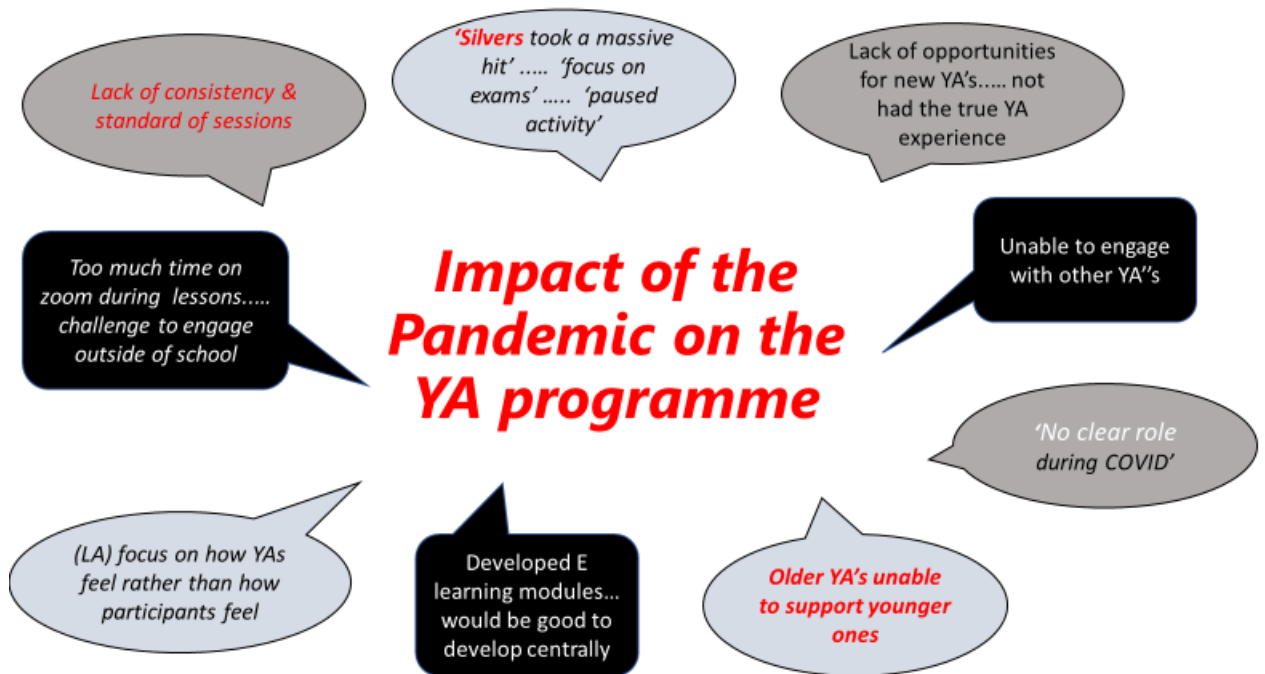 Lack of consistency &
standard of sessions
‘Silvers took a massive
hit’ ….. ‘focus on
exams’ ….. ‘paused
activity’
Lack of opportunities
for new YA’s….. not
had the true YA
experience
Too much time on
zoom during lessons…..
challenge to engage
outside of school
Impact of the
Pandemic on the
YA programme
Unable to engage
with other YA’'s
‘No clear role
during COVID’
(LA) focus on how YAs
feel rather than how
participants feel
Developed E
learning modules…
would be good to
develop centrally
Older YA’s unable
to support younger
ones